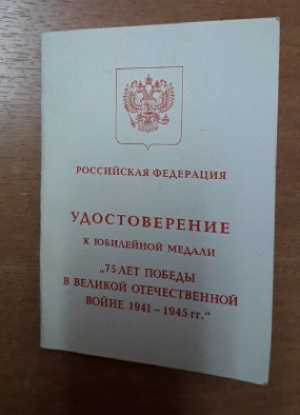 РОССИЙСКАЯ ФЕДЕРАЦИЯ
УДОСТОВЕРЕНИЕ
К ЮБИЛЕЙНОЙ МЕДАЛИ
„75 ЛЕТ ПОБЕДЫ
В ВЕЛИКОЙ ОТЕЧЕСТВЕННОЙ
ВОЙНЕ 1941 – 1945 гг.“